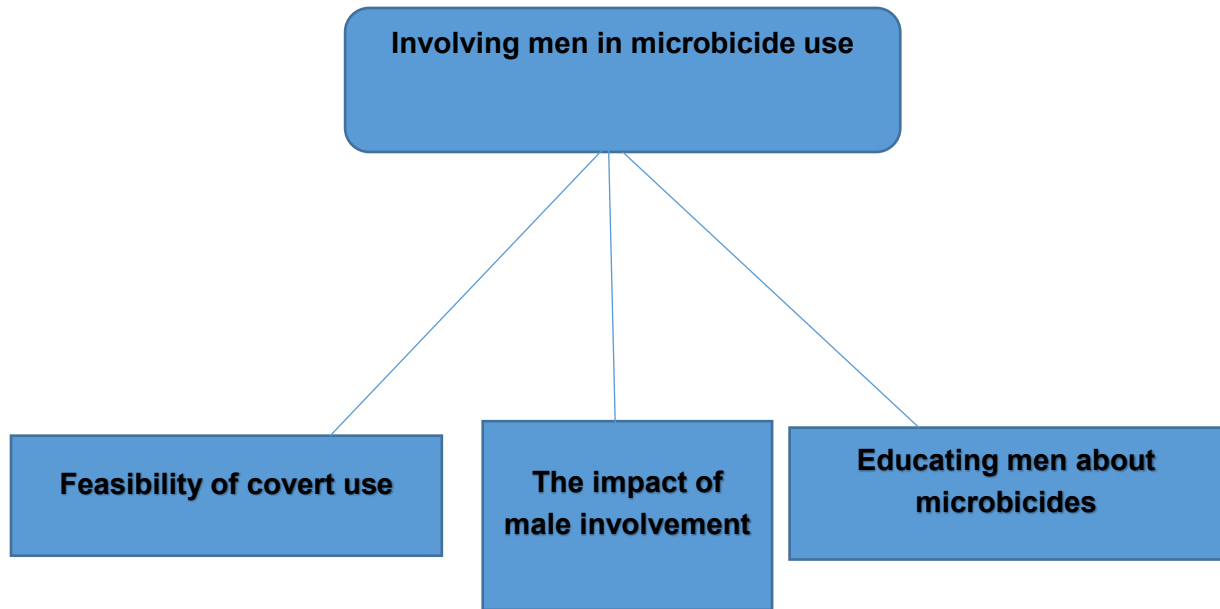 Involving men in microbicide use
Feasibility of covert use
The impact of
male involvement
Educating men about
microbicides